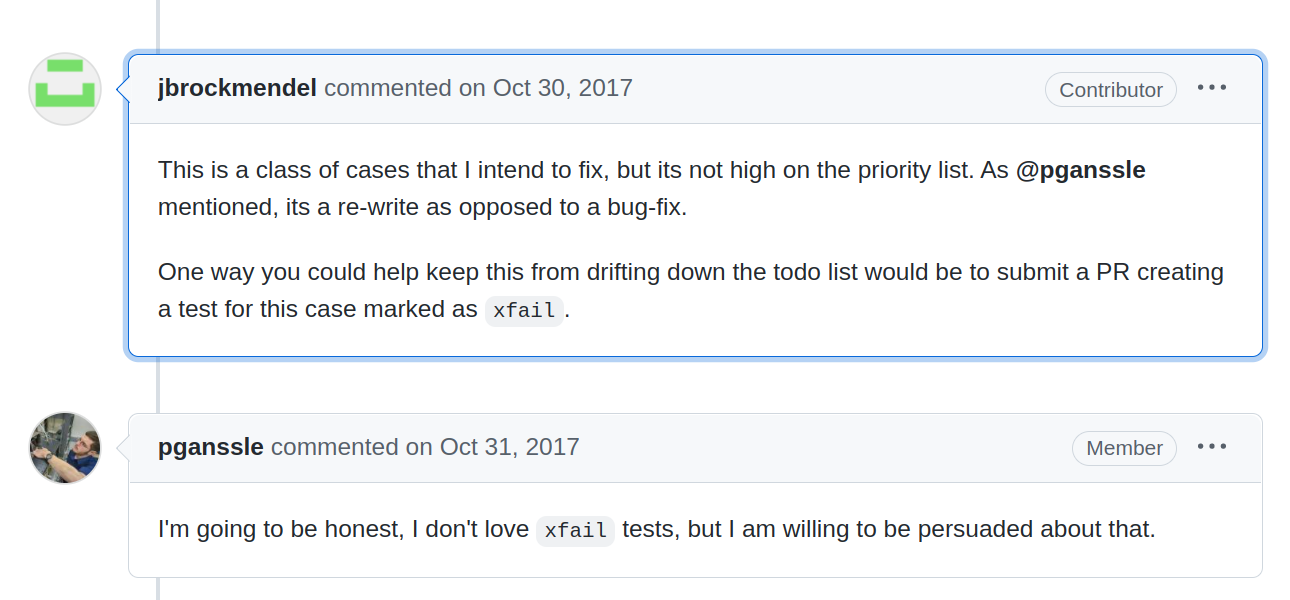 jbrockmendel commented on Oct 30, 2017 Contributor
This is a class of cases that I intend to fix, but its not high on the priority list. As @pganssle
mentioned, its a re-write as opposed to a bug-fix.
One way you could help keep this from drifting down the todo list would be to submit a PR creating
a test for this case marked as xfail.
pganssle commented on Oct 31, 2017 Member
I'm going to be honest, I don't love xfail tests, but I am willing to be persuaded about that.